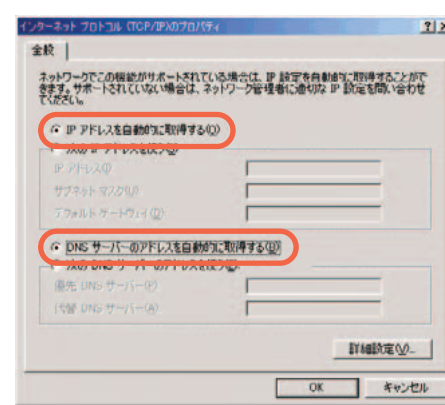 インターネット プロトコル (TCP/IP)のプロパティ
全般
ネットワークでこの機能がサポートされている場合は、IP 設定を自動的に取得することがで
きます。サポートされていない場合は、ネットワーク管理者に適切な IP 設定を問い合わせ
てください。
IP アドレスを自動的に取得する(O)
次の IP アドレスを使う(S)
IP アドレス(I)
サブネット マスク(U)
デフォルト ゲートウェイ(D)
DNS サーバーのアドレスを自動的に取得する(B)
次の DNS サーバーのアドレスを使う(E)
優先 DNS サーバー(P)
代替 DNS サーバー(A)
詳細設定(V)...
OK
キャンセル